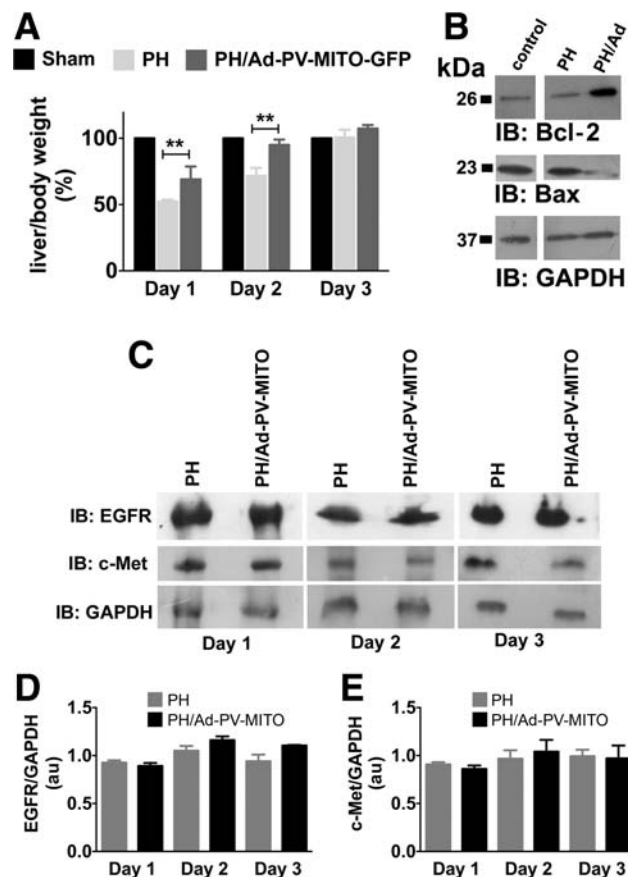 A
Sham PH PH/Ad-PV-MITO-GFP
liver/body weight
(%)
100
50
0
**
**
Day 1 Day 2 Day 3
B
kDa
control PH PH/Ad
26
IB: Bcl-2
23
IB: Bax
37
IB: GAPDH
C
PH PH/Ad-PV-MITO PH PH/Ad-PV-MITO PH PH/Ad-PV-MITO
IB: EGFR
IB: c-Met
IB: GAPDH
Day 1 Day 2 Day 3
D
PH
PH/Ad-PV-MITO
EGFR/GAPDH
(au)
1.5
1.0
0.5
0.0
Day 1 Day 2 Day 3
E
PH
PH/Ad-PV-MITO
c-Met/GAPDH
(au)
1.5
1.0
0.5
0.0
Day 1 Day 2 Day 3